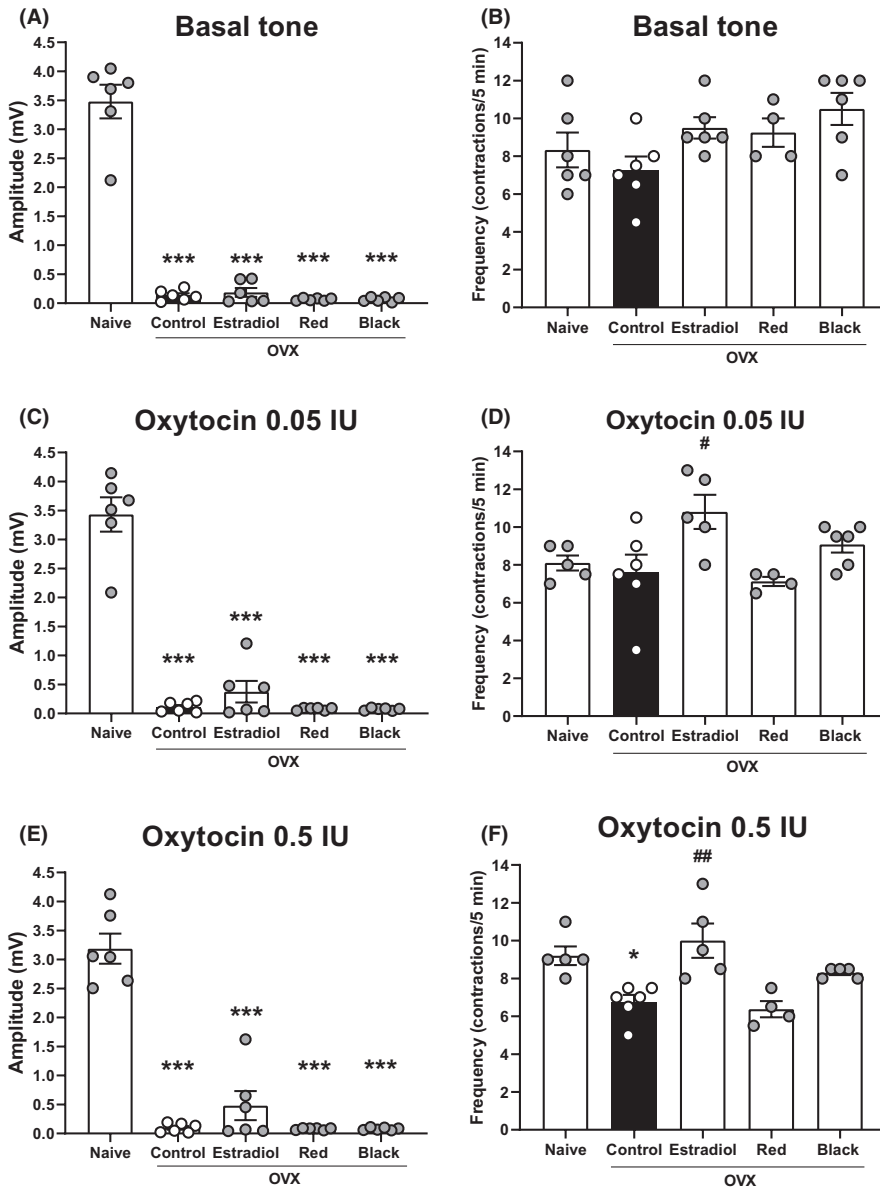 (A) Basal tone
Amplitude (mV)
4.5
4.0
3.5
3.0
2.5
2.0
1.5
1.0
0.5
0.0
*** *** *** ***
Naive Control Estradiol Red Black
OVX
(B) Basal tone
Frequency (contractions/5 min)
14
12
10
8
6
4
2
0
Naive Control Estradiol Red Black
OVX
(C) Oxytocin 0.05 IU
Amplitude (mV)
4.5
4.0
3.5
3.0
2.5
2.0
1.5
1.0
0.5
0.0
*** *** *** ***
Naive Control Estradiol Red Black
OVX
(D) Oxytocin 0.05 IU
Frequency (contractions/5 min)
14
12
10
8
6
4
2
0
#
Naive Control Estradiol Red Black
OVX
(E) Oxytocin 0.5 IU
Amplitude (mV)
4.5
4.0
3.5
3.0
2.5
2.0
1.5
1.0
0.5
0.0
*** *** *** ***
Naive Control Estradiol Red Black
OVX
(F) Oxytocin 0.5 IU
Frequency (contractions/5 min)
14
12
10
8
6
4
2
0
* ##
Naive Control Estradiol Red Black
OVX